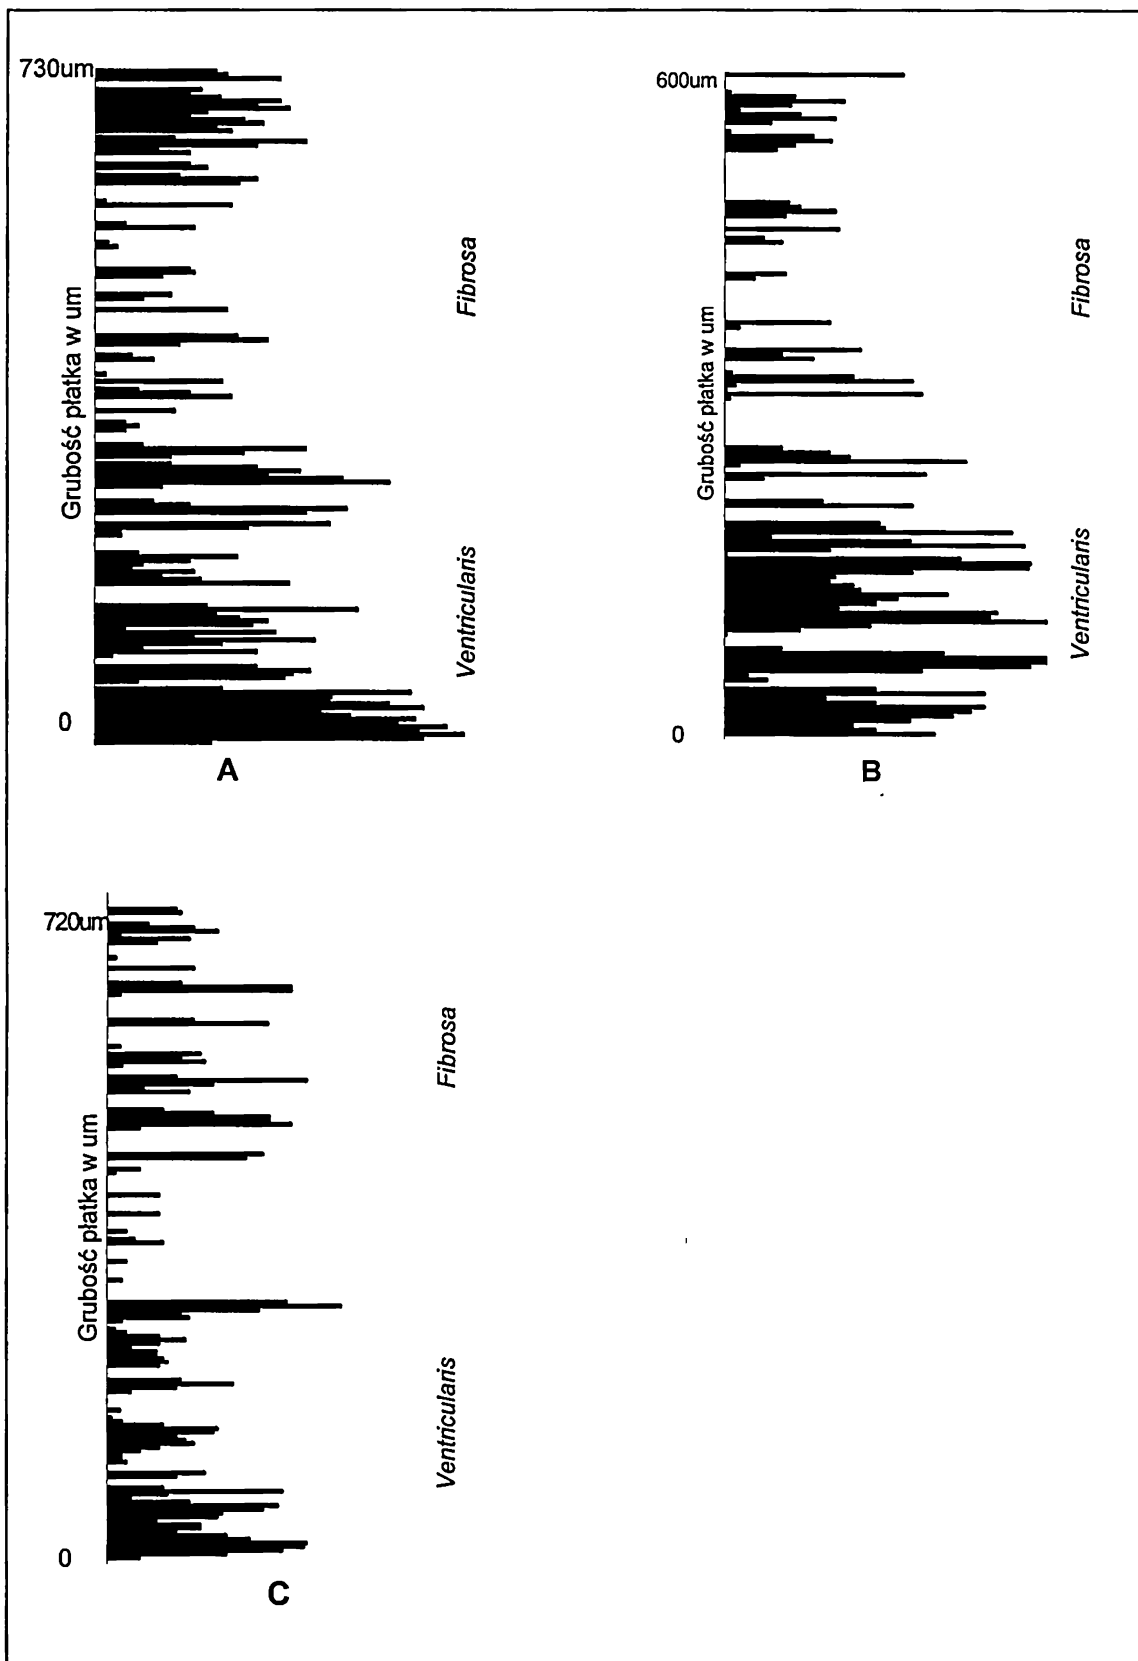 730um
Grubość płatka w um
Fibrosa
Ventricularis
0
A
600um
Grubość płatka w um
Fibrosa
Ventricularis
0
B
720um
Grubość płatka w um
Fibrosa
Ventricularis
0
C